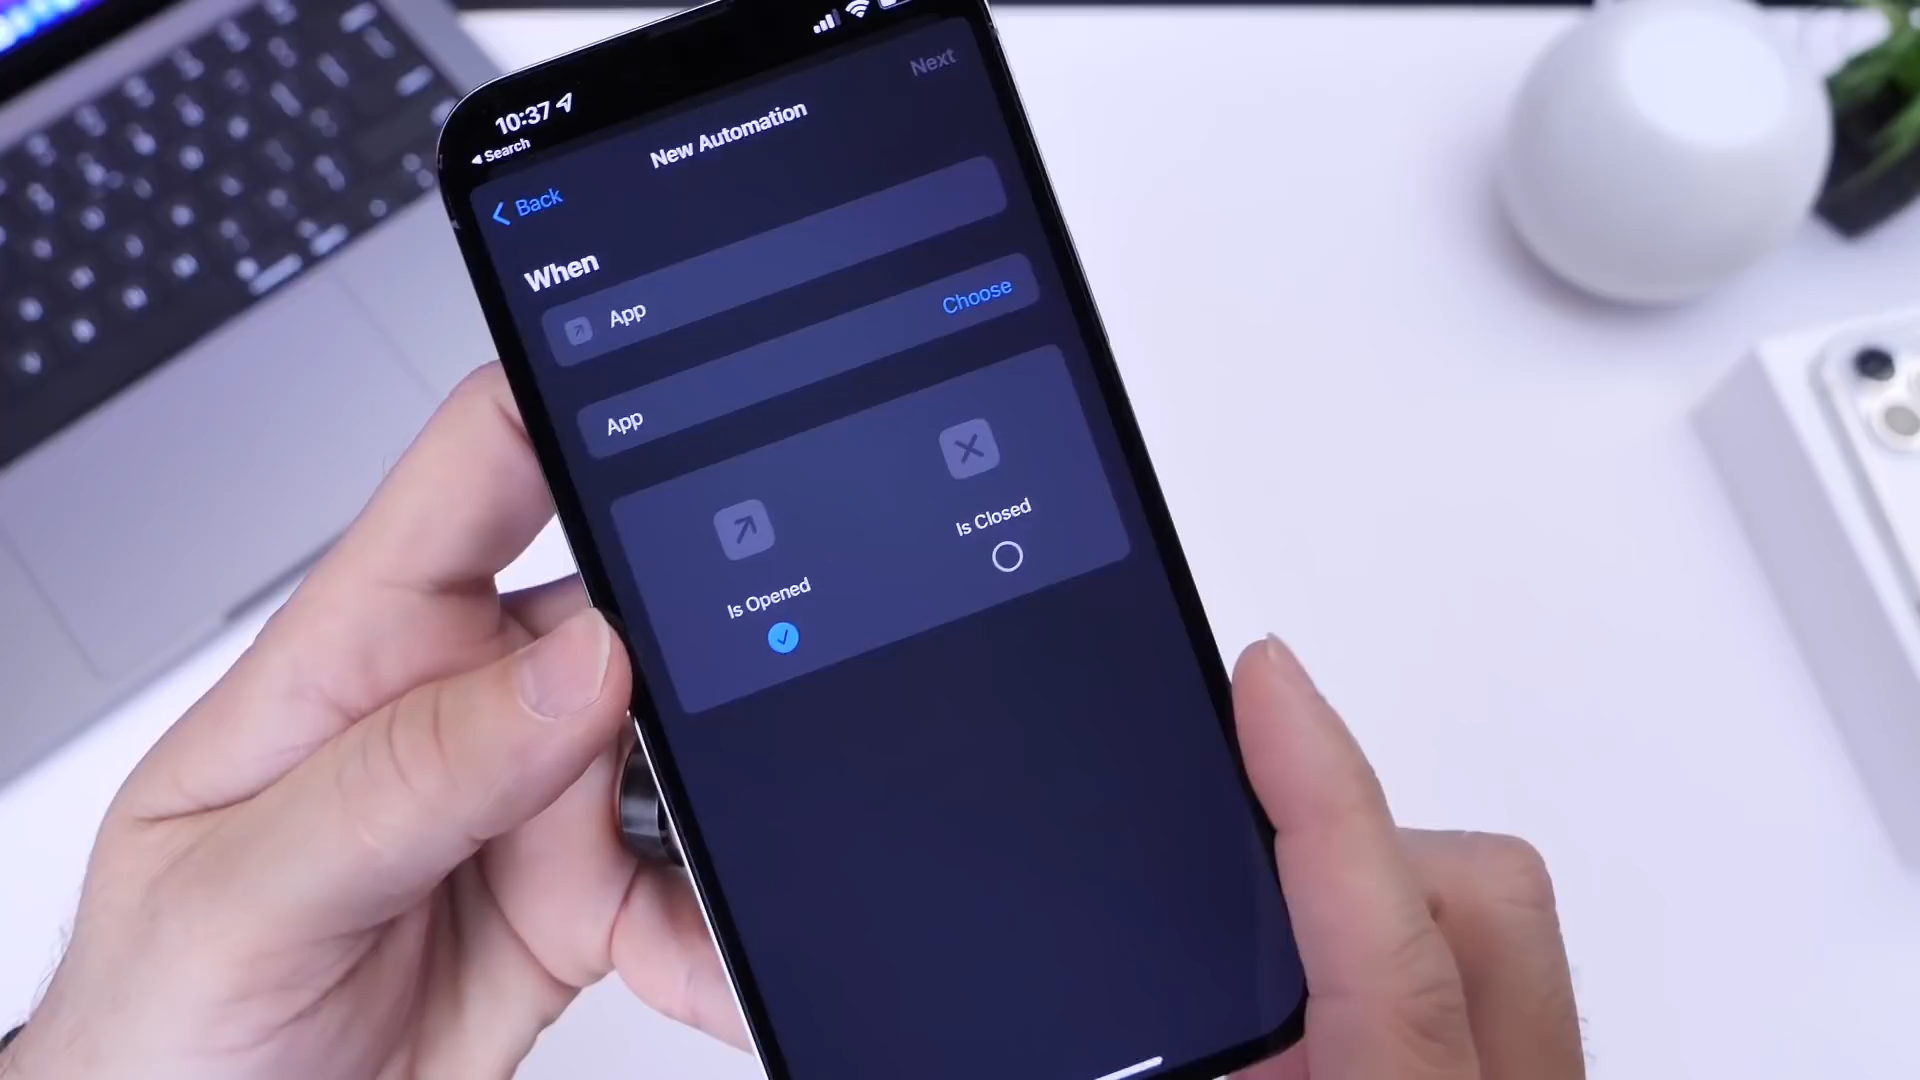 10:37
Search
Next
New Automation
Back
When
App
App
Choose
Is Opened
Is Closed